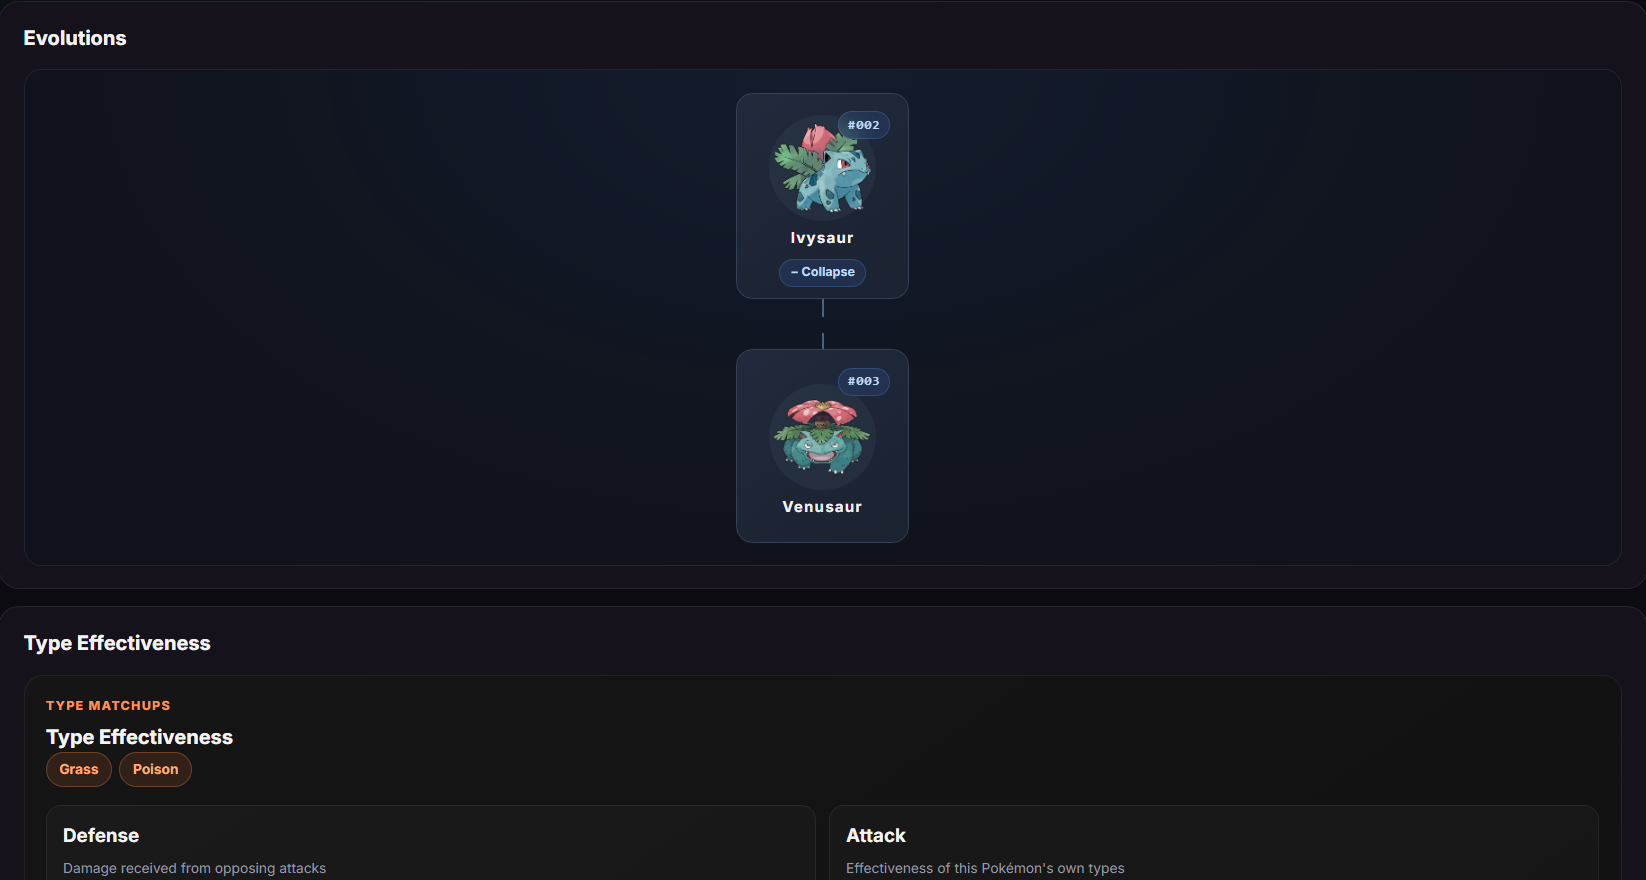 Evolutions
#002
Ivysaur
– Collapse
#003
Venusaur
Type Effectiveness
TYPE MATCHUPS
Type Effectiveness
Grass
Poison
Defense
Damage received from opposing attacks
Attack
Effectiveness of this Pokémon's own types